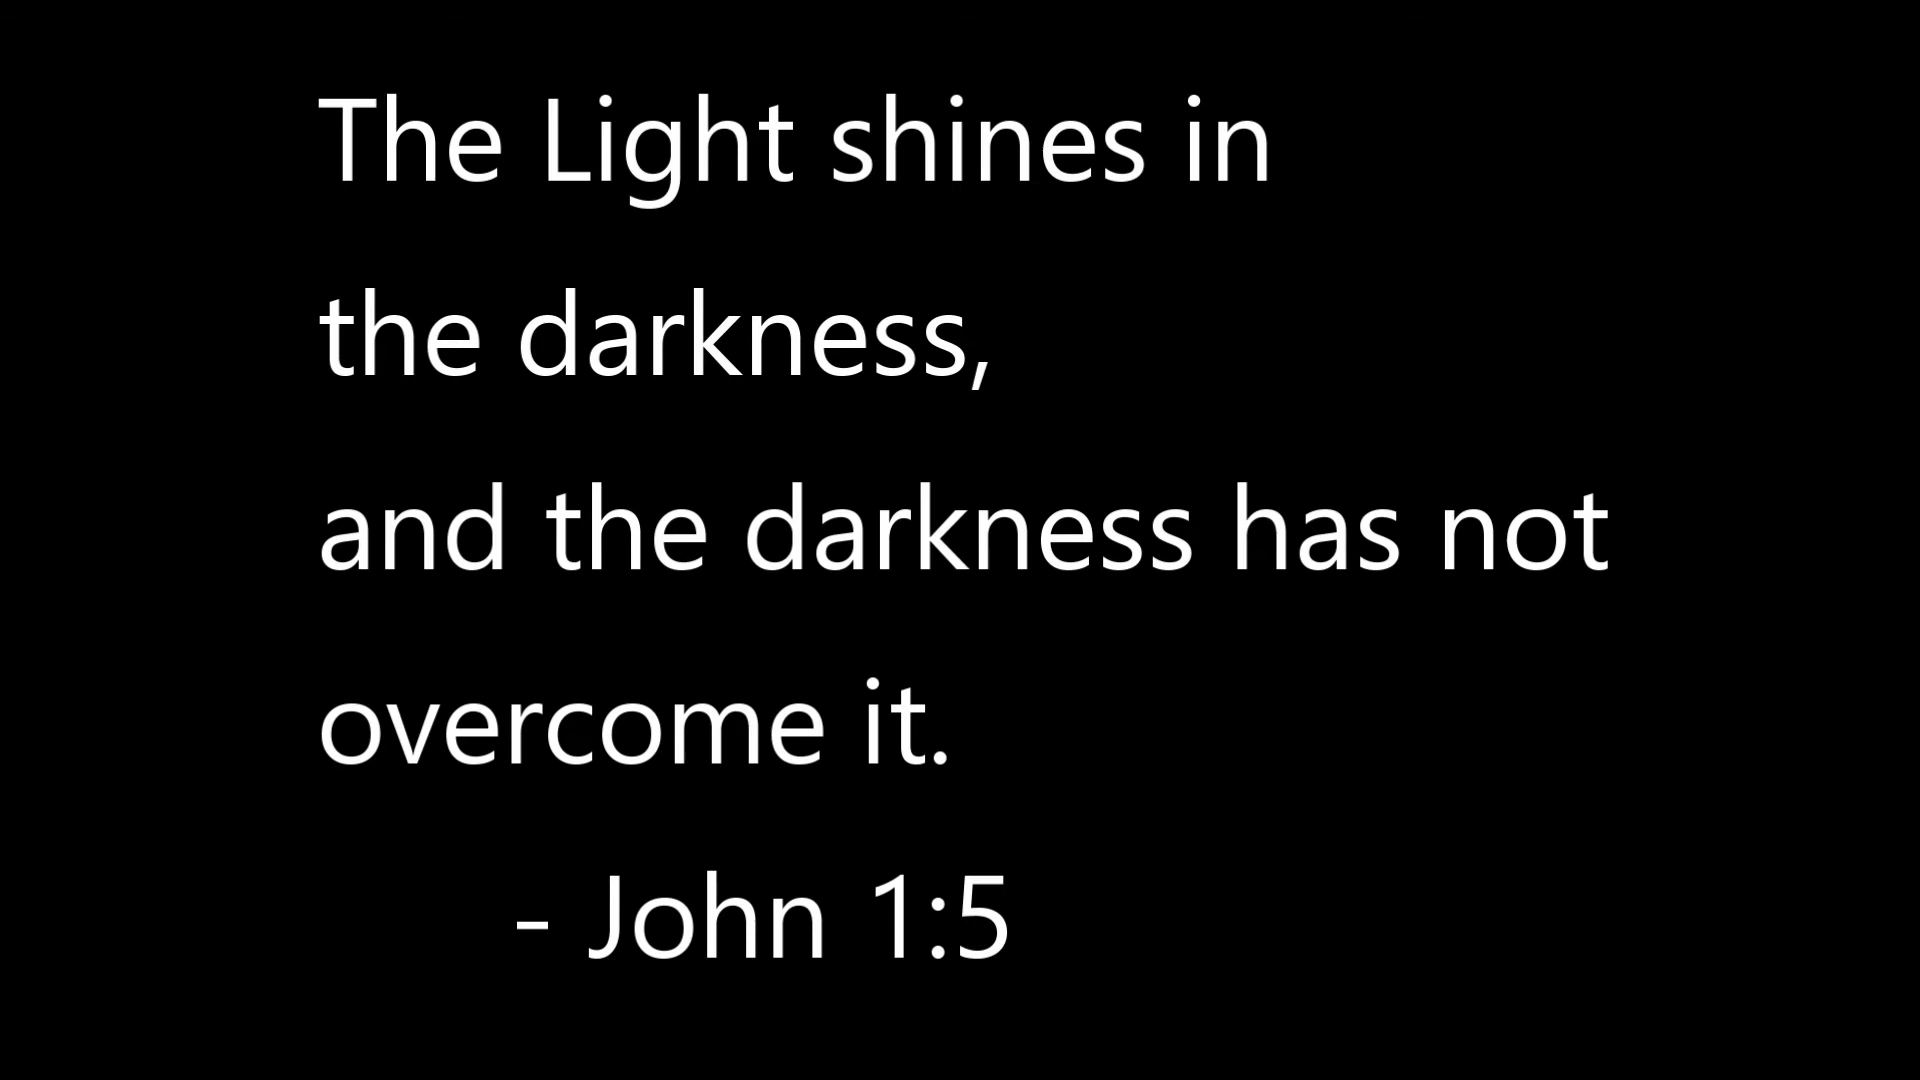 The Light shines in
the darkness,
and the darkness has not
overcome it.
- John 1:5